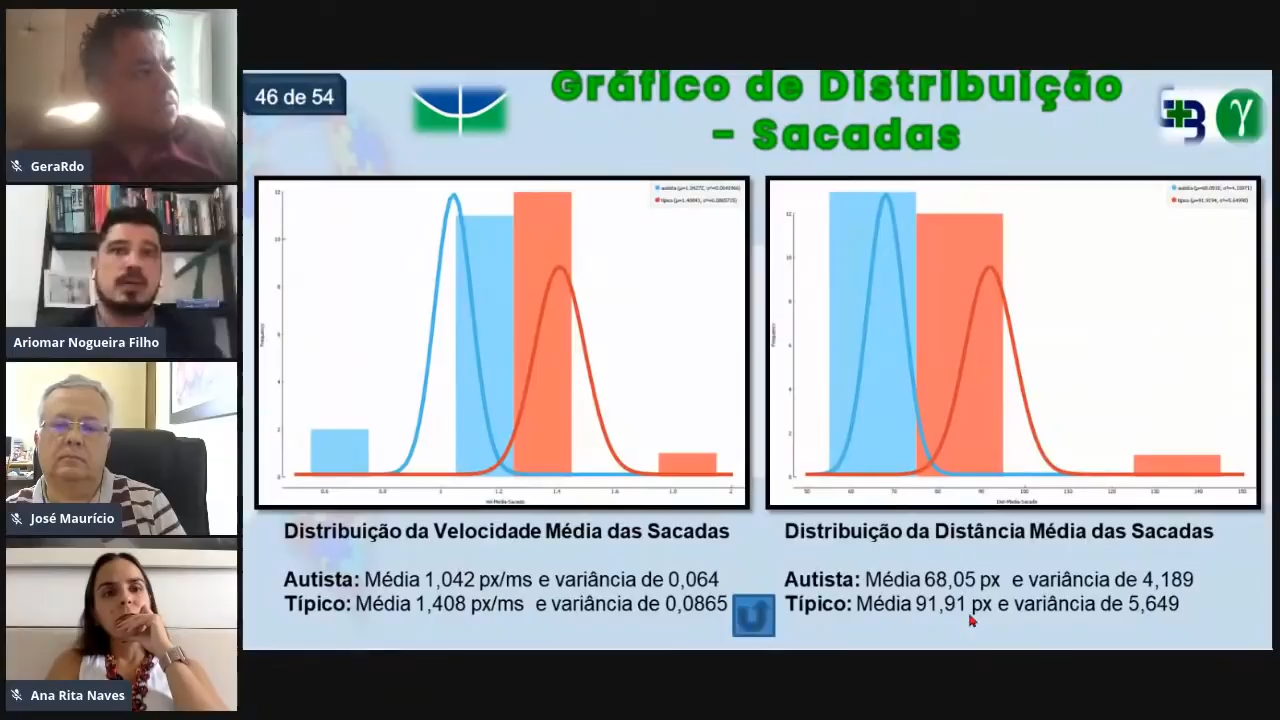 GeraRdo
Ariomar Nogueira Filho
José Maurício
Ana Rita Naves
46 de 54
Gráfico de Distribuição
- Sacadas
Distribuição da Velocidade Média das Sacadas
Autista: Média 1,042 px/ms e variância de 0,064
Típico: Média 1,408 px/ms e variância de 0,0865
Distribuição da Distância Média das Sacadas
Autista: Média 68,05 px e variância de 4,189
Típico: Média 91,91 px e variância de 5,649